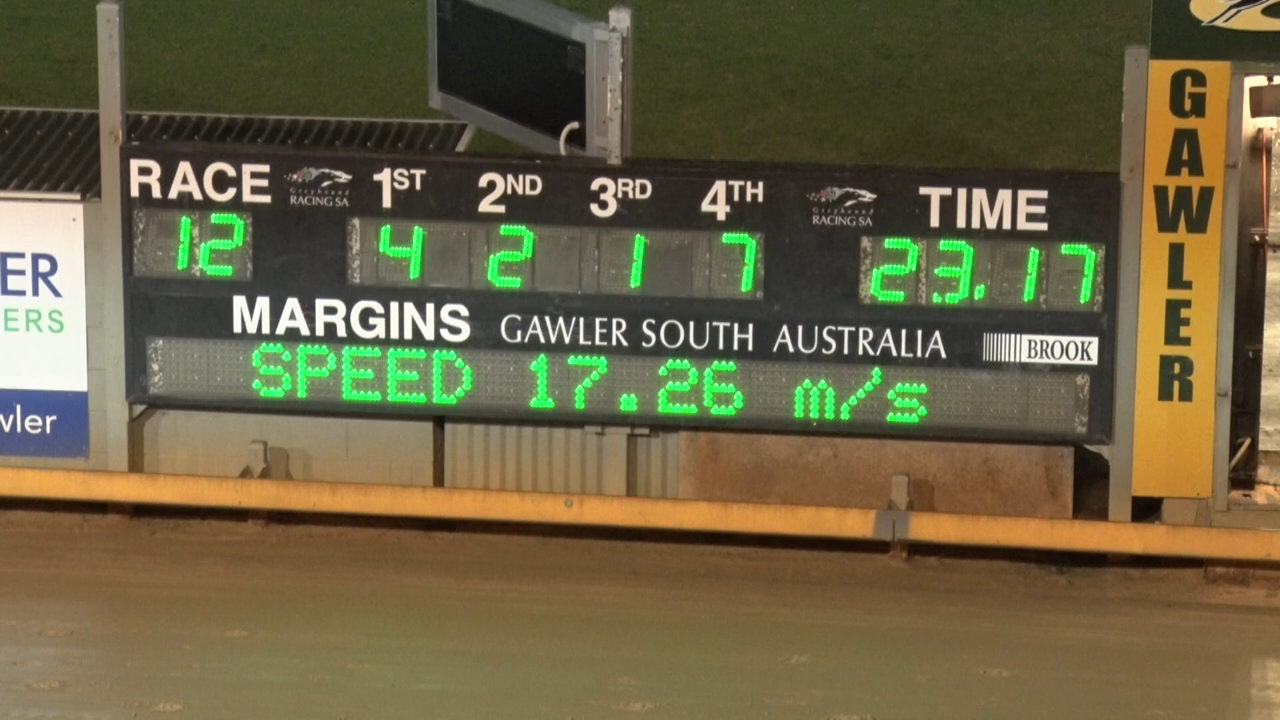 RACE
Greyhound
RACING SA
1ST 2ND 3RD 4TH
Greyhound
RACING SA
TIME
12 4 2 1 7 23.17
MARGINS GAWLER SOUTH AUSTRALIA BROOK
SPEED 17.26 m/s
GAWLER
ER
ERS
wler